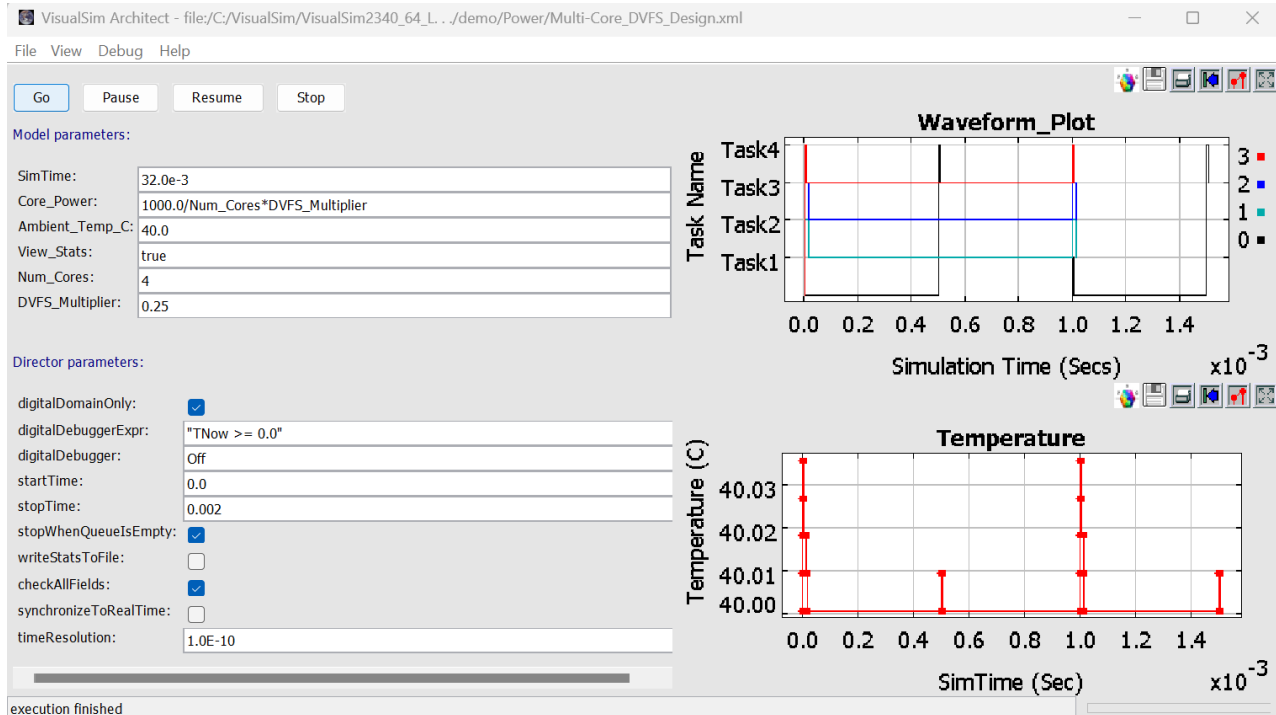 VisualSim Architect - file:/C:/VisualSim/VisualSim2340_64_L. . ./demo/Power/Multi-Core_DVFS_Design.xml
File View Debug Help
Go Pause Resume Stop
Model parameters:
SimTime: 32.0e-3
Core_Power: 1000.0/Num_Cores*DVFS_Multiplier
Ambient_Temp_C: 40.0
View_Stats: true
Num_Cores: 4
DVFS_Multiplier: 0.25
Director parameters:
digitalDomainOnly:
digitalDebuggerExpr: "TNow >= 0.0"
digitalDebugger: Off
startTime: 0.0
stopTime: 0.002
stopWhenQueueIsEmpty:
writeStatsToFile:
checkAllFields:
synchronizeToRealTime:
timeResolution: 1.0E-10
Waveform_Plot
Task Name
Task4
Task3
Task2
Task1
3
2
1
0
0.0 0.2 0.4 0.6 0.8 1.0 1.2 1.4
Simulation Time (Secs) x10-3
Temperature
Temperature (C)
40.03
40.02
40.01
40.00
0.0 0.2 0.4 0.6 0.8 1.0 1.2 1.4
SimTime (Sec) x10-3
execution finished